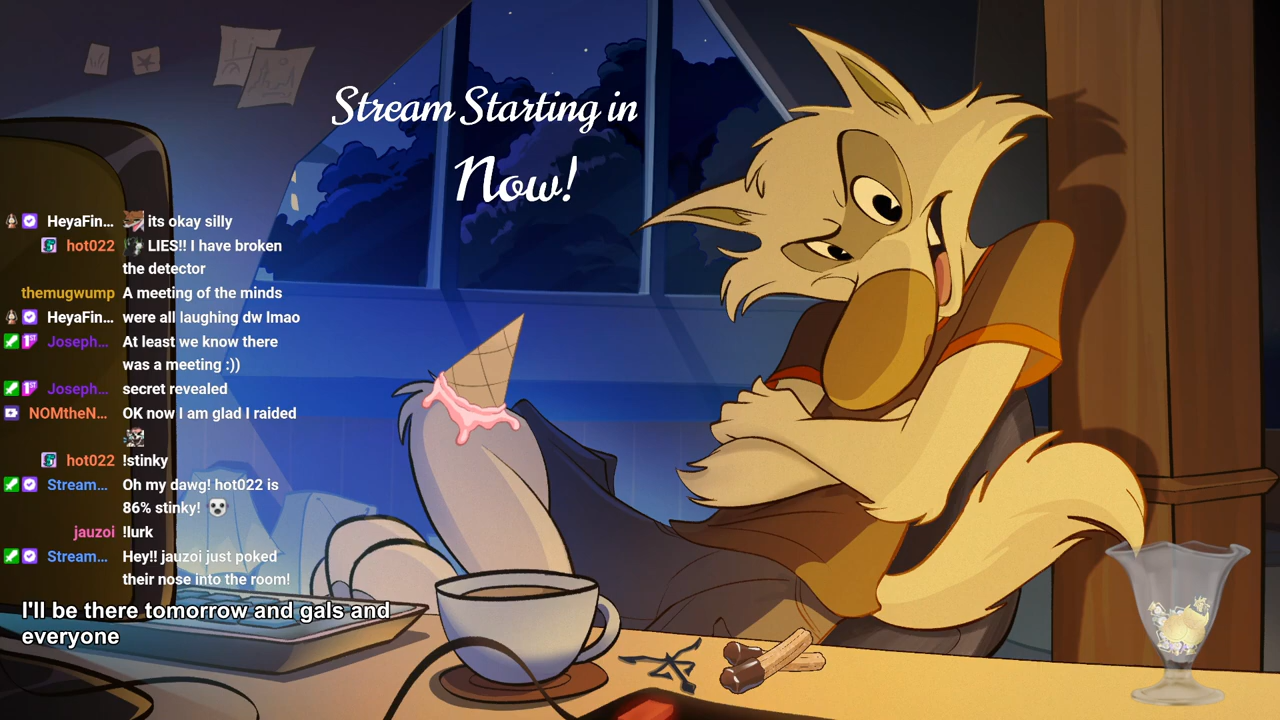 Stream Starting in
Now!
HeyaFin... its okay silly
hot022 LIES!! I have broken
the detector
themugwump A meeting of the minds
HeyaFin... were all laughing dw lmao
Joseph... At least we know there
was a meeting :))
Joseph... secret revealed
NOMtheN... OK now I am glad I raided
hot022 !stinky
Stream... Oh my dawg! hot022 is
86% stinky!
jauzoi !lurk
Stream... Hey!! jauzoi just poked
their nose into the room!
I'll be there tomorrow and gals and
everyone